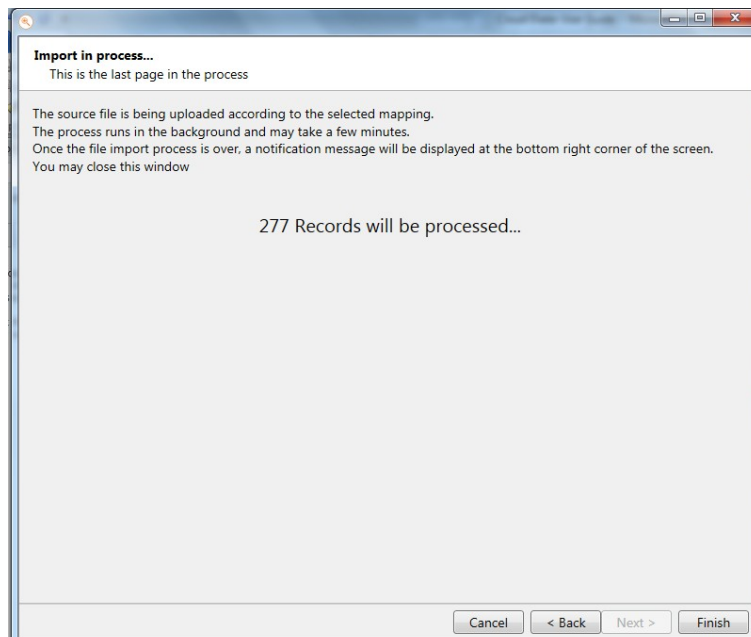 Import in process...
This is the last page in the process
The source file is being uploaded according to the selected mapping.
The process runs in the background and may take a few minutes.
Once the file import process is over, a notification message will be displayed at the bottom right corner of the screen.
You may close this window
277 Records will be processed...
Cancel
< Back
Next >
Finish